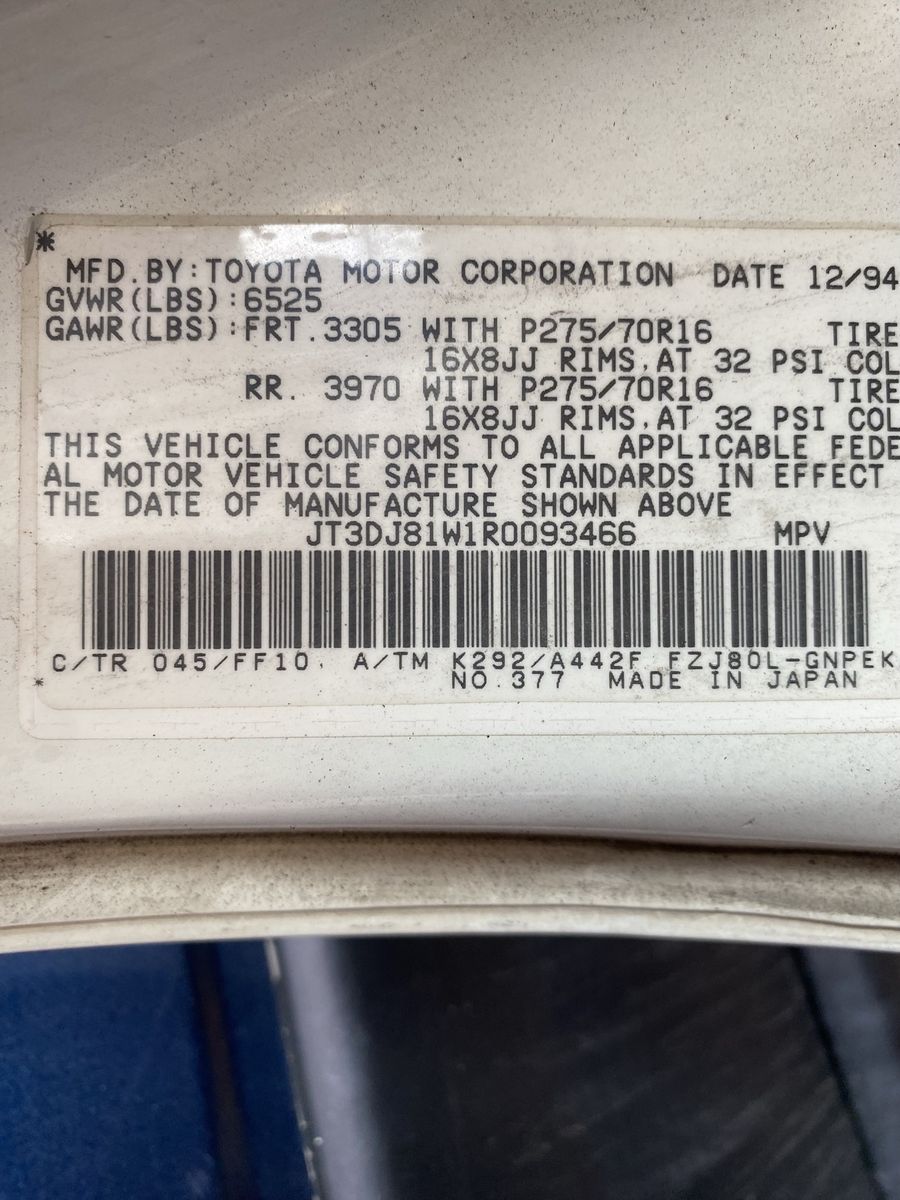 *
MFD.BY:TOYOTA MOTOR CORPORATION DATE 12/94
GVWR(LBS):6525
GAWR(LBS):FRT.3305 WITH P275/70R16 TIRE
16X8JJ RIMS,AT 32 PSI COL
RR. 3970 WITH P275/70R16 TIRE
16X8JJ RIMS,AT 32 PSI COL
THIS VEHICLE CONFORMS TO ALL APPLICABLE FEDE
AL MOTOR VEHICLE SAFETY STANDARDS IN EFFECT
THE DATE OF MANUFACTURE SHOWN ABOVE
JT3DJ81W1R0093466 MPV
C/TR 045/FF10, A/TM K292/A442F FZJ80L-GNPEK
* NO.377 MADE IN JAPAN